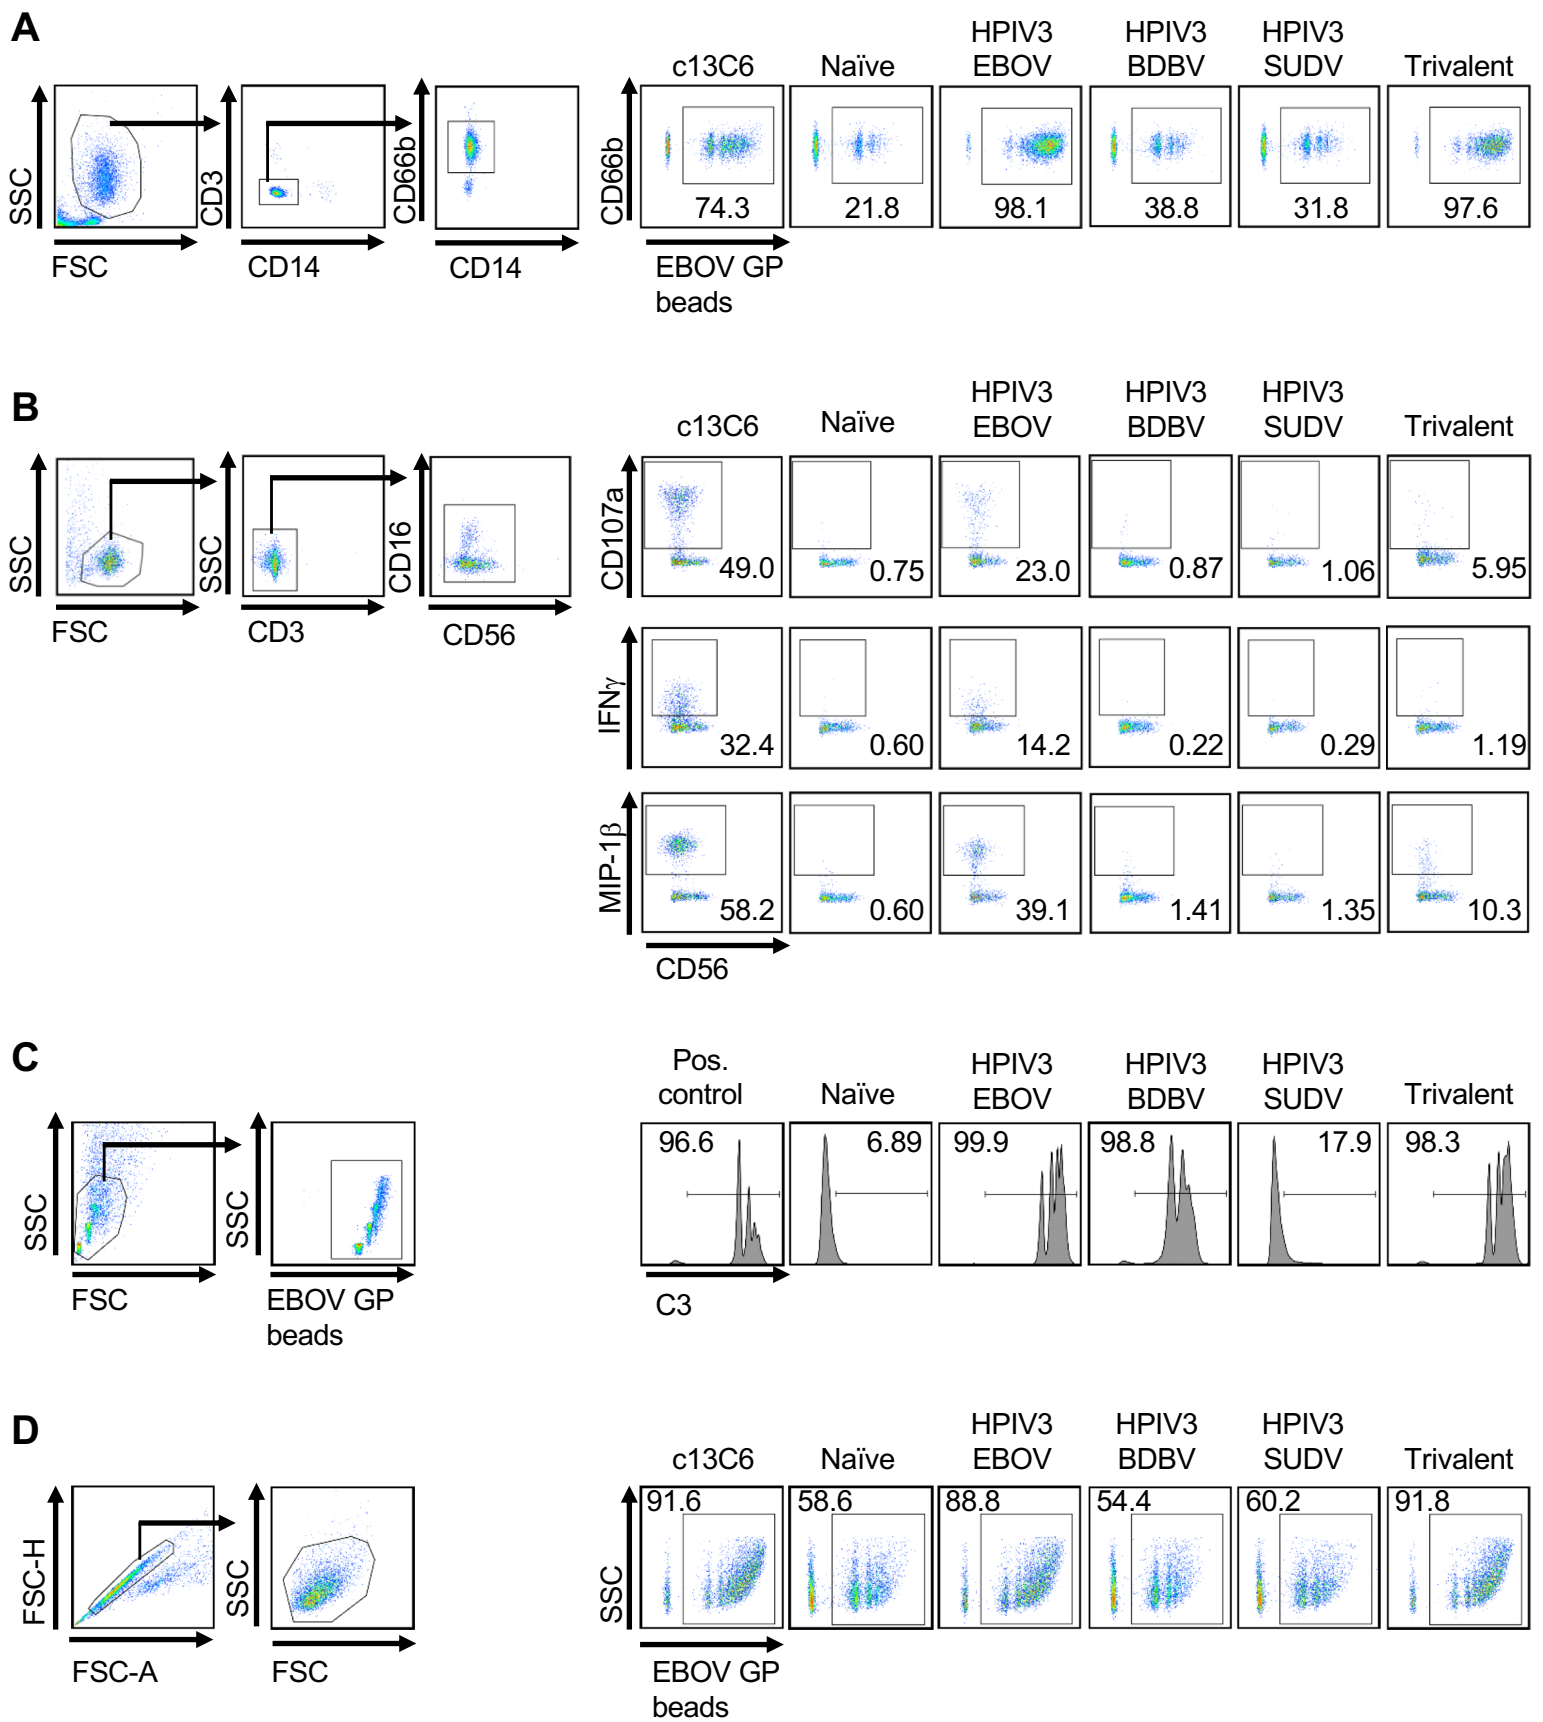 A
HPIV3 HPIV3 HPIV3
c13C6 Naïve EBOV BDBV SUDV Trivalent
SSC CD3 CD66b CD66b
74.3 21.8 98.1 38.8 31.8 97.6
FSC CD14 CD14 EBOV GP
beads
B
HPIV3 HPIV3 HPIV3
c13C6 Naïve EBOV BDBV SUDV Trivalent
SSC SSC CD16 CD107a
49.0 0.75 23.0 0.87 1.06 5.95
FSC CD3 CD56
IFNγ
32.4 0.60 14.2 0.22 0.29 1.19
MIP-1β
58.2 0.60 39.1 1.41 1.35 10.3
CD56
C
Pos. HPIV3 HPIV3 HPIV3
control Naïve EBOV BDBV SUDV Trivalent
96.6 6.89 99.9 98.8 17.9 98.3
SSC SSC
FSC EBOV GP C3
beads
D
HPIV3 HPIV3 HPIV3
c13C6 Naïve EBOV BDBV SUDV Trivalent
91.6 58.6 88.8 54.4 60.2 91.8
FSC-H SSC SSC
FSC-A FSC EBOV GP
beads